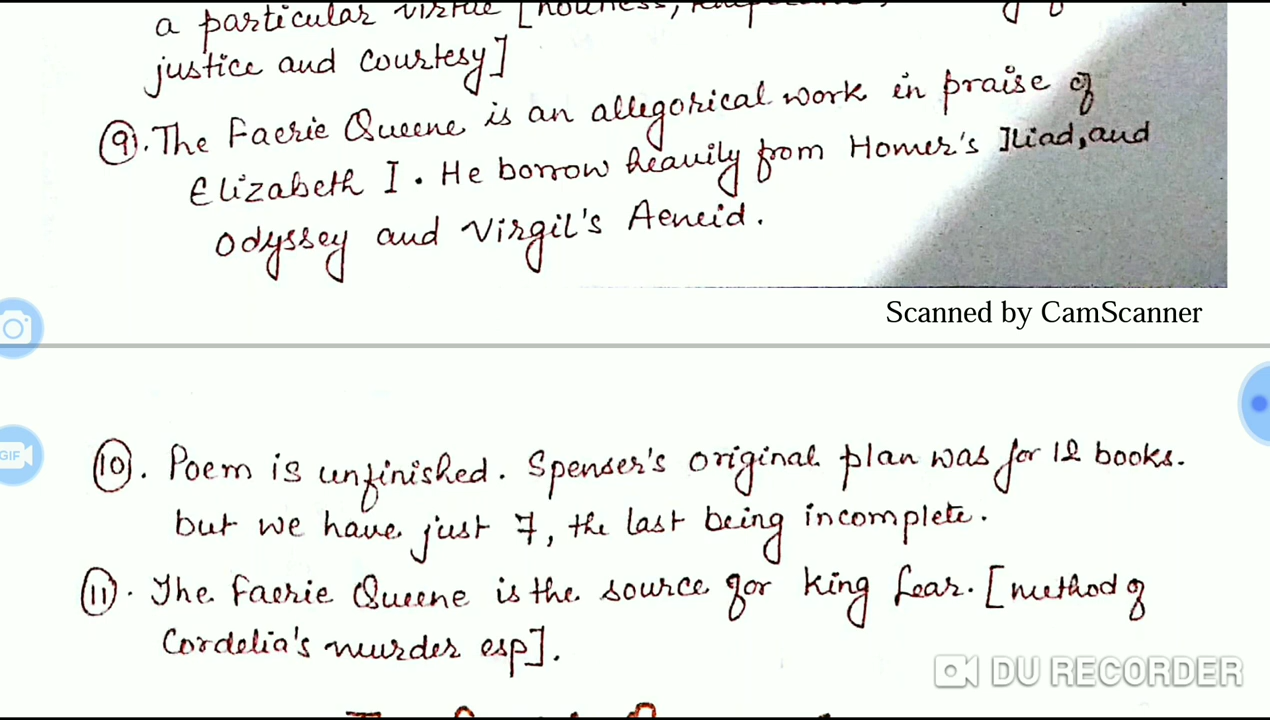 a particular virtue [holiness,
justice and courtesy]
9. The Faerie Queene is an allegorical work in praise of
Elizabeth I. He borrow heavily from Homer's Iliad, and
Odyssey and Virgil's Aeneid.
Scanned by CamScanner
GIF
10. Poem is unfinished. Spenser's original plan was for 12 books.
but we have just 7, the last being incomplete.
11. The Faerie Queene is the source for King Lear. [method of
Cordelia's murder esp].
DU RECORDER